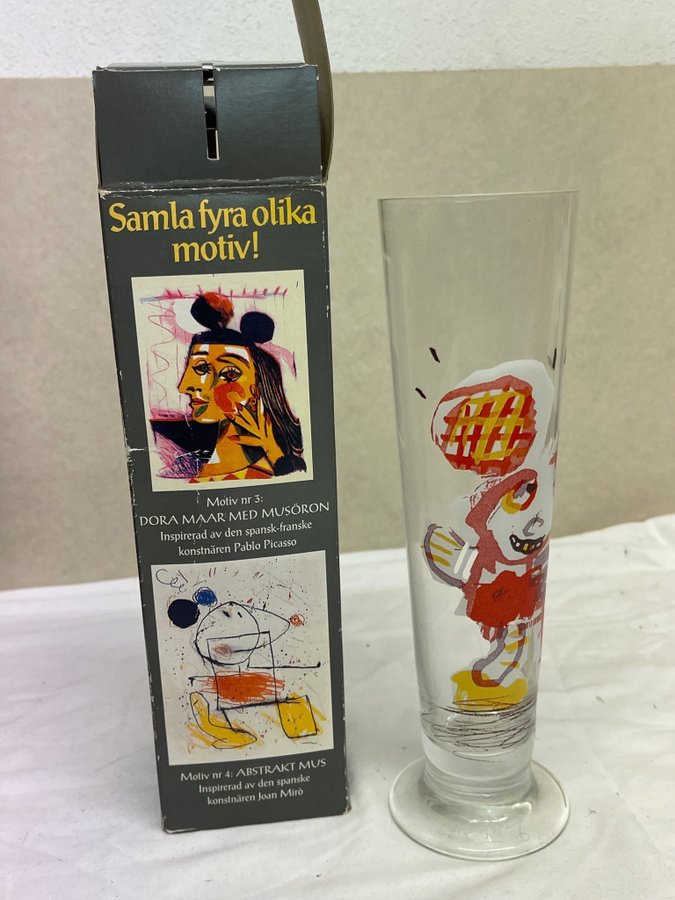 Samla fyra olika
motiv!
Motiv nr 3:
DORA MAAR MED MUSÖRON
Inspirerad av den spansk-franske
konstnären Pablo Picasso
Motiv nr 4: ABSTRAKT MUS
Inspirerad av den spanske
konstnären Joan Mirò